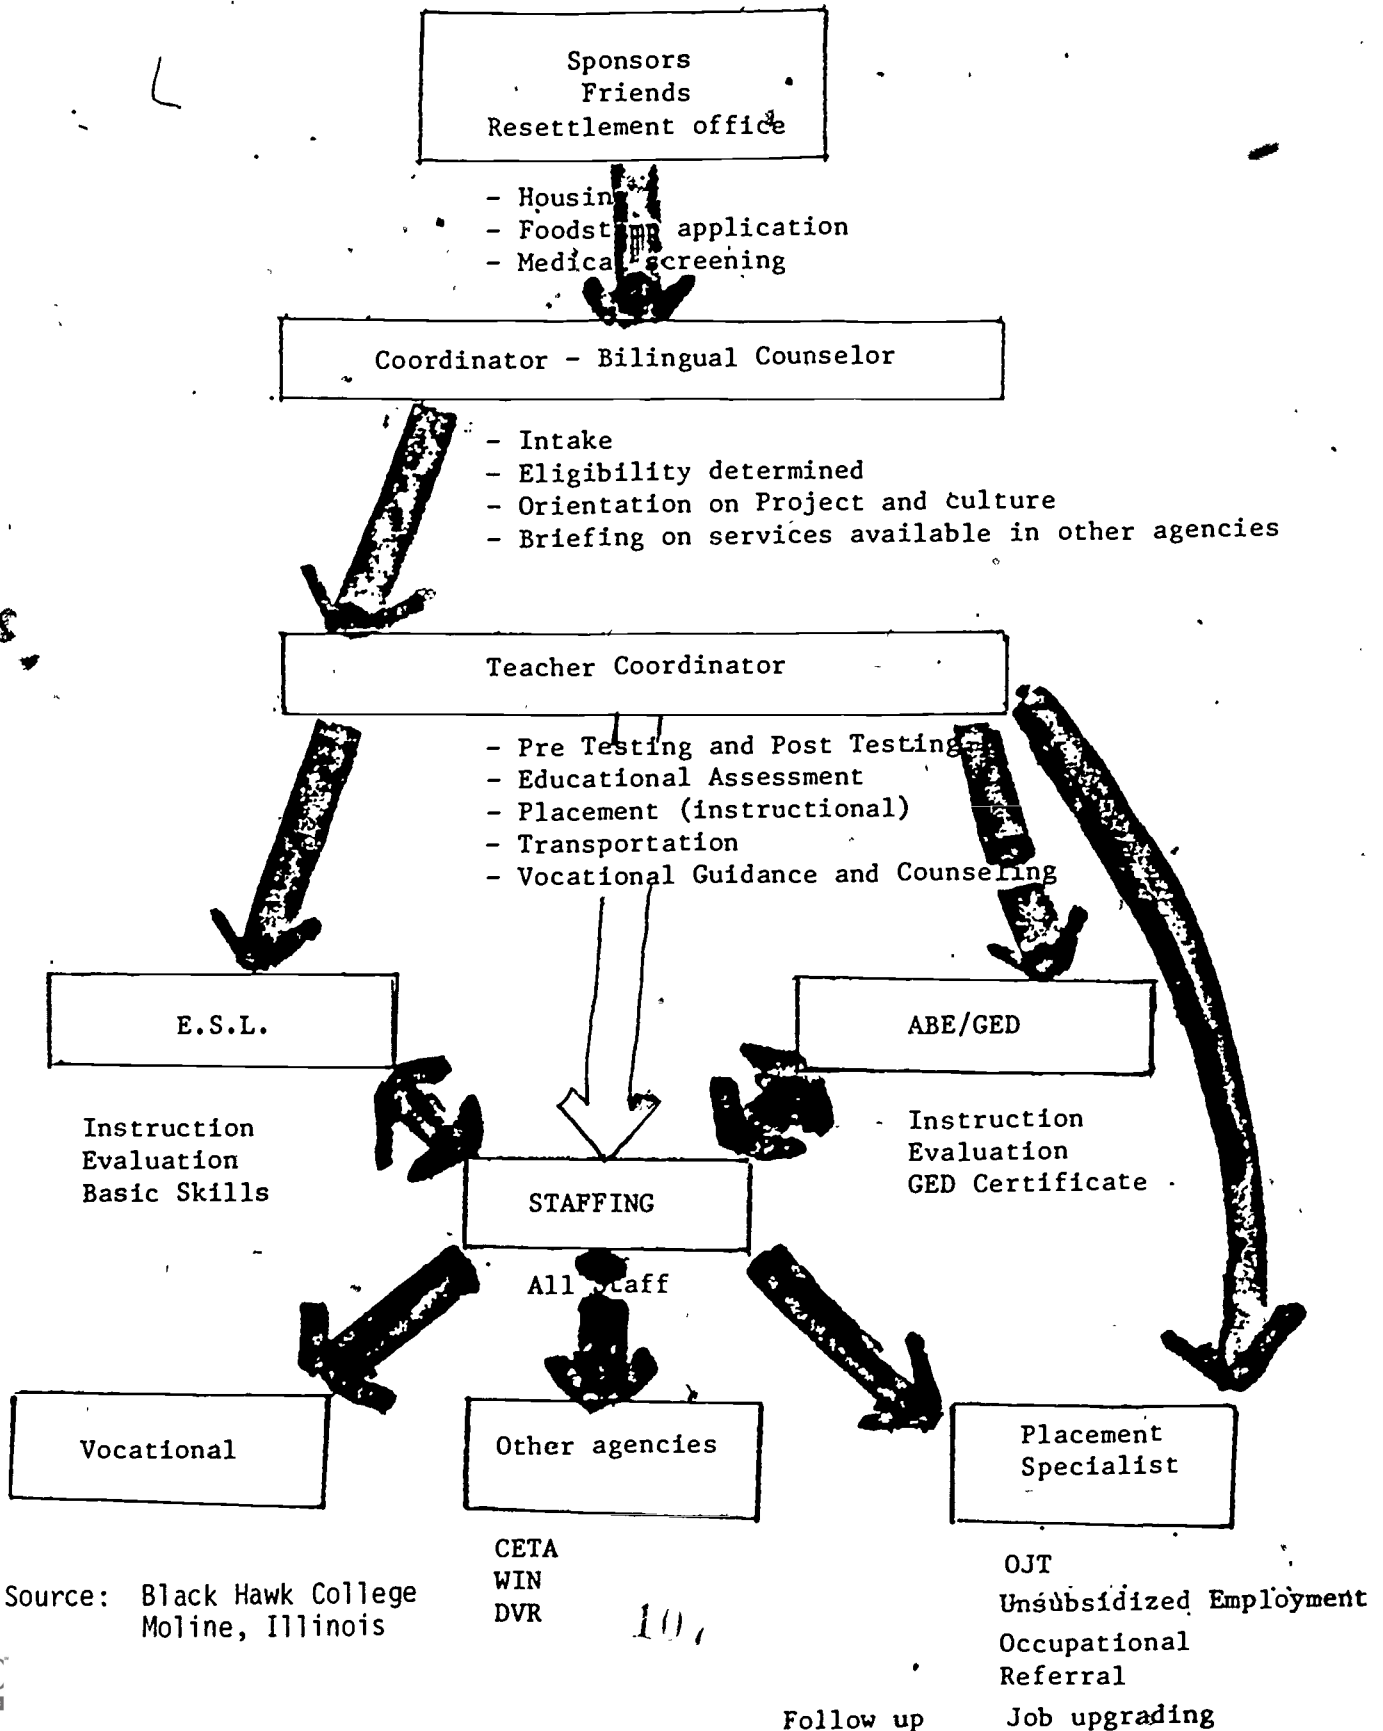 Sponsors
Friends
Resettlement office
- Housing
- Foodstamp application
- Medical screening
Coordinator - Bilingual Counselor
- Intake
- Eligibility determined
- Orientation on Project and culture
- Briefing on services available in other agencies
Teacher Coordinator
- Pre Testing and Post Testing
- Educational Assessment
- Placement (instructional)
- Transportation
- Vocational Guidance and Counseling
E.S.L.
ABE/GED
Instruction
Evaluation
Basic Skills
Instruction
Evaluation
GED Certificate
STAFFING
All Staff
Vocational
Other agencies
Placement
Specialist
CETA
WIN
DVR
OJT
Unsubsidized Employment
Occupational
Referral
Follow up Job upgrading
Source: Black Hawk College
Moline, Illinois
10,